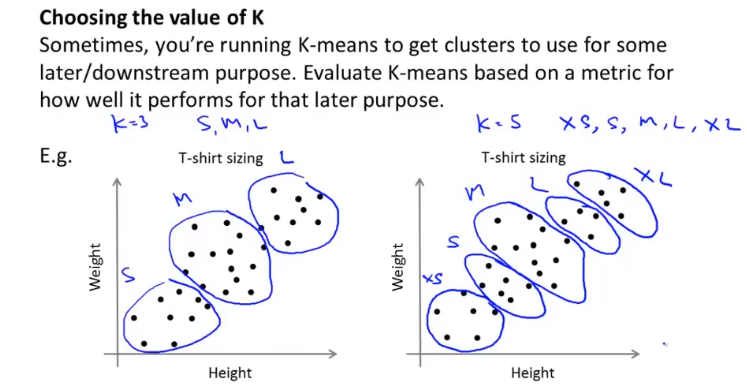 Choosing the value of K
Sometimes, you're running K-means to get clusters to use for some
later/downstream purpose. Evaluate K-means based on a metric for
how well it performs for that later purpose.
K=3 S, M, L
K=5 XS, S, M, L, XL
E.g.
T-shirt sizing
L
M
S
Weight
Height
T-shirt sizing
XL
L
M
S
XS
Weight
Height